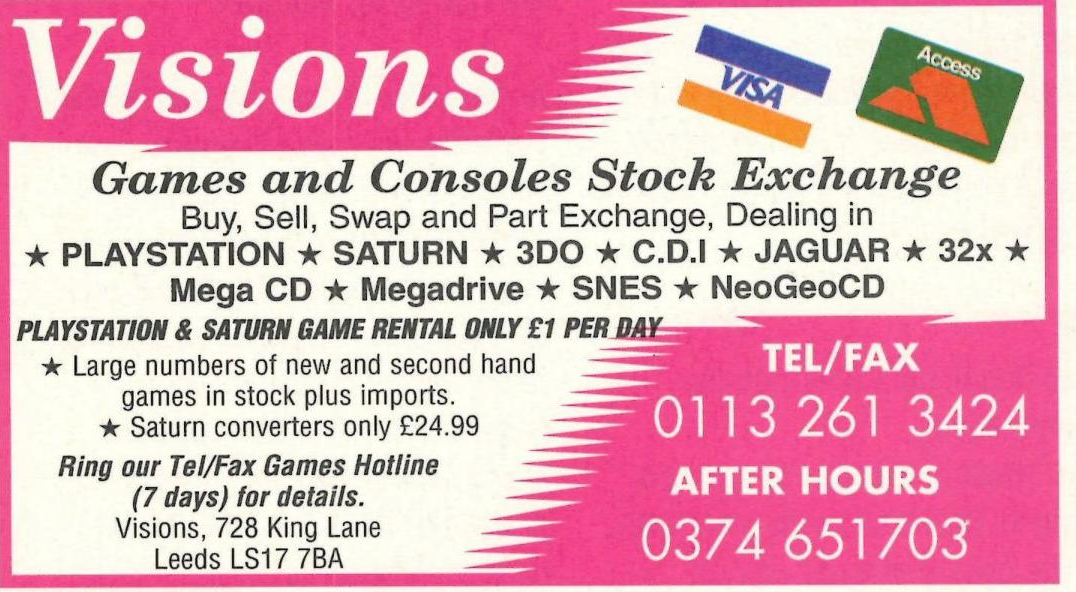 Visions
VISA
Access
Games and Consoles Stock Exchange
Buy, Sell, Swap and Part Exchange, Dealing in
★ PLAYSTATION ★ SATURN ★ 3DO ★ C.D.I ★ JAGUAR ★ 32x ★
Mega CD ★ Megadrive ★ SNES ★ NeoGeoCD
PLAYSTATION & SATURN GAME RENTAL ONLY £1 PER DAY
★ Large numbers of new and second hand
games in stock plus imports.
★ Saturn converters only £24.99
Ring our Tel/Fax Games Hotline
(7 days) for details.
Visions, 728 King Lane
Leeds LS17 7BA
TEL/FAX
0113 261 3424
AFTER HOURS
0374 651703